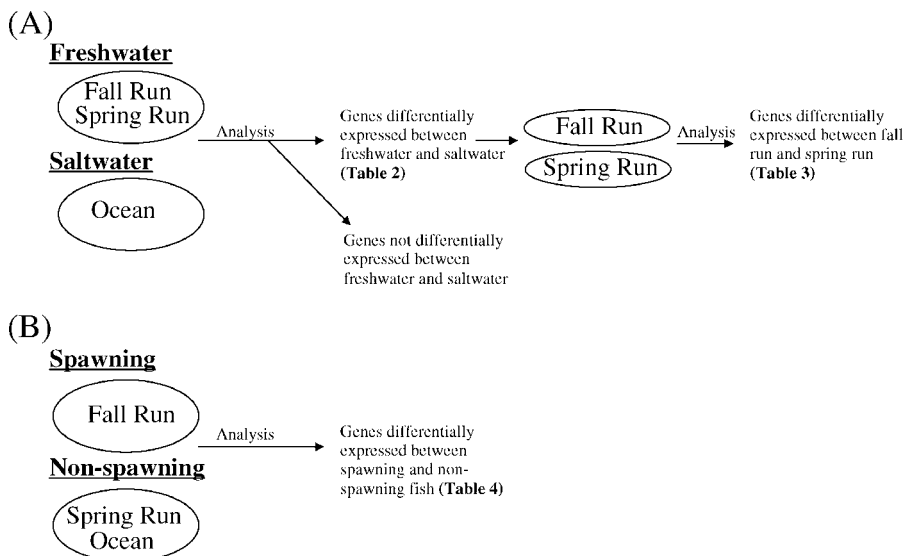 (A)
Freshwater
Fall Run
Spring Run
Saltwater
Ocean
Analysis
Genes differentially
expressed between
freshwater and saltwater
(Table 2)
Genes not differentially
expressed between
freshwater and saltwater
Fall Run
Spring Run
Analysis
Genes differentially
expressed between fall
run and spring run
(Table 3)
(B)
Spawning
Fall Run
Non-spawning
Spring Run
Ocean
Analysis
Genes differentially
expressed between
spawning and non-
spawning fish (Table 4)